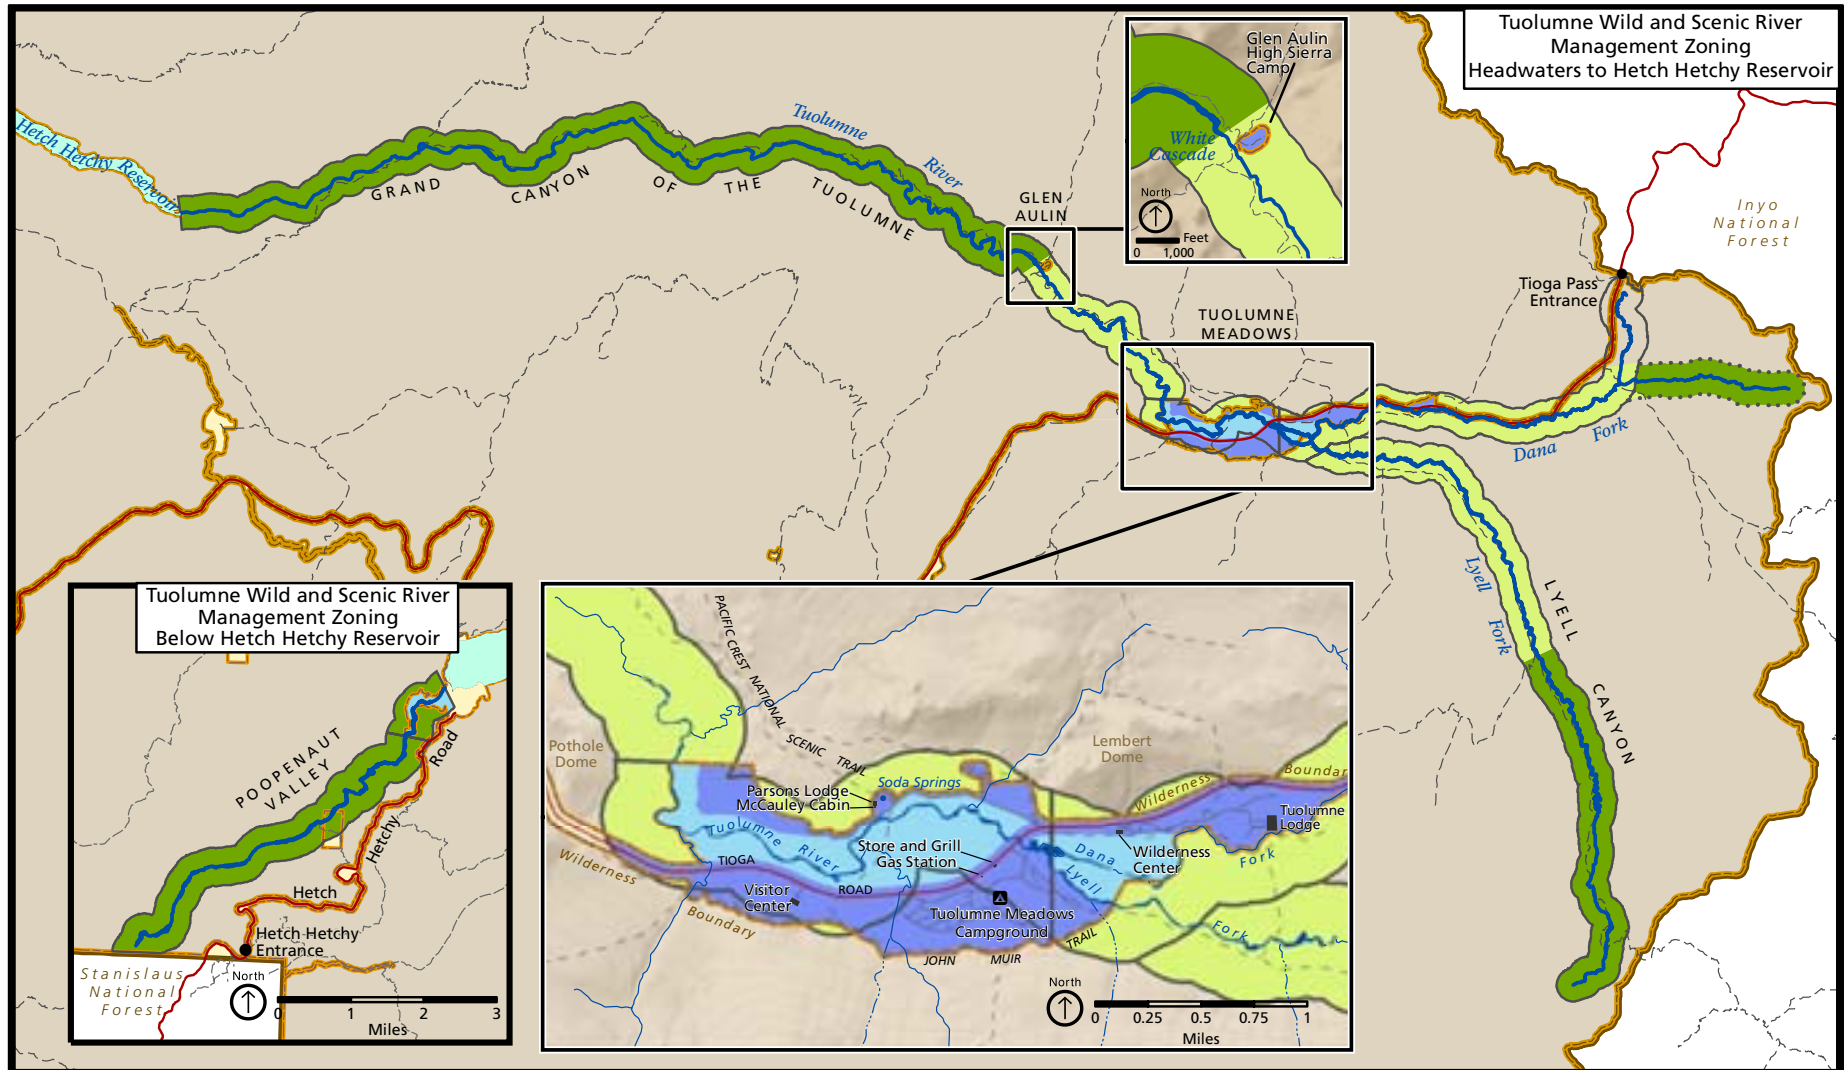 Tuolumne Wild and Scenic River
Management Zoning
Headwaters to Hetch Hetchy Reservoir
Glen Aulin
High Sierra
Camp
White
Cascade
North
Feet
0 1,000
Hetch Hetchy Reservoir
Tuolumne
River
GRAND
CANYON
OF
THE
TUOLUMNE
GLEN
AULIN
Inyo
National
Forest
Tioga Pass
Entrance
TUOLUMNE
MEADOWS
Dana
Fork
Lyell
Fork
LYELL
CANYON
Tuolumne Wild and Scenic River
Management Zoning
Below Hetch Hetchy Reservoir
POOPENAUT
VALLEY
Road
Hetchy
Hetch
Hetch Hetchy
Entrance
Stanislaus
National
Forest
North
0 1 2 3
Miles
PACIFIC CREST NATIONAL SCENIC TRAIL
Pothole
Dome
Lembert
Dome
Soda Springs
Parsons Lodge
McCauley Cabin
Wilderness
Boundar
Tuolumne
Lodge
Tuolumne
River
Store and Grill
Gas Station
Dana
Fork
Wilderness
Center
Lyell
Fork
TIOGA
ROAD
Wilderness
Boundary
Visitor
Center
Tuolumne Meadows
Campground
JOHN MUIR TRAIL
North
0 0.25 0.5 0.75 1
Miles